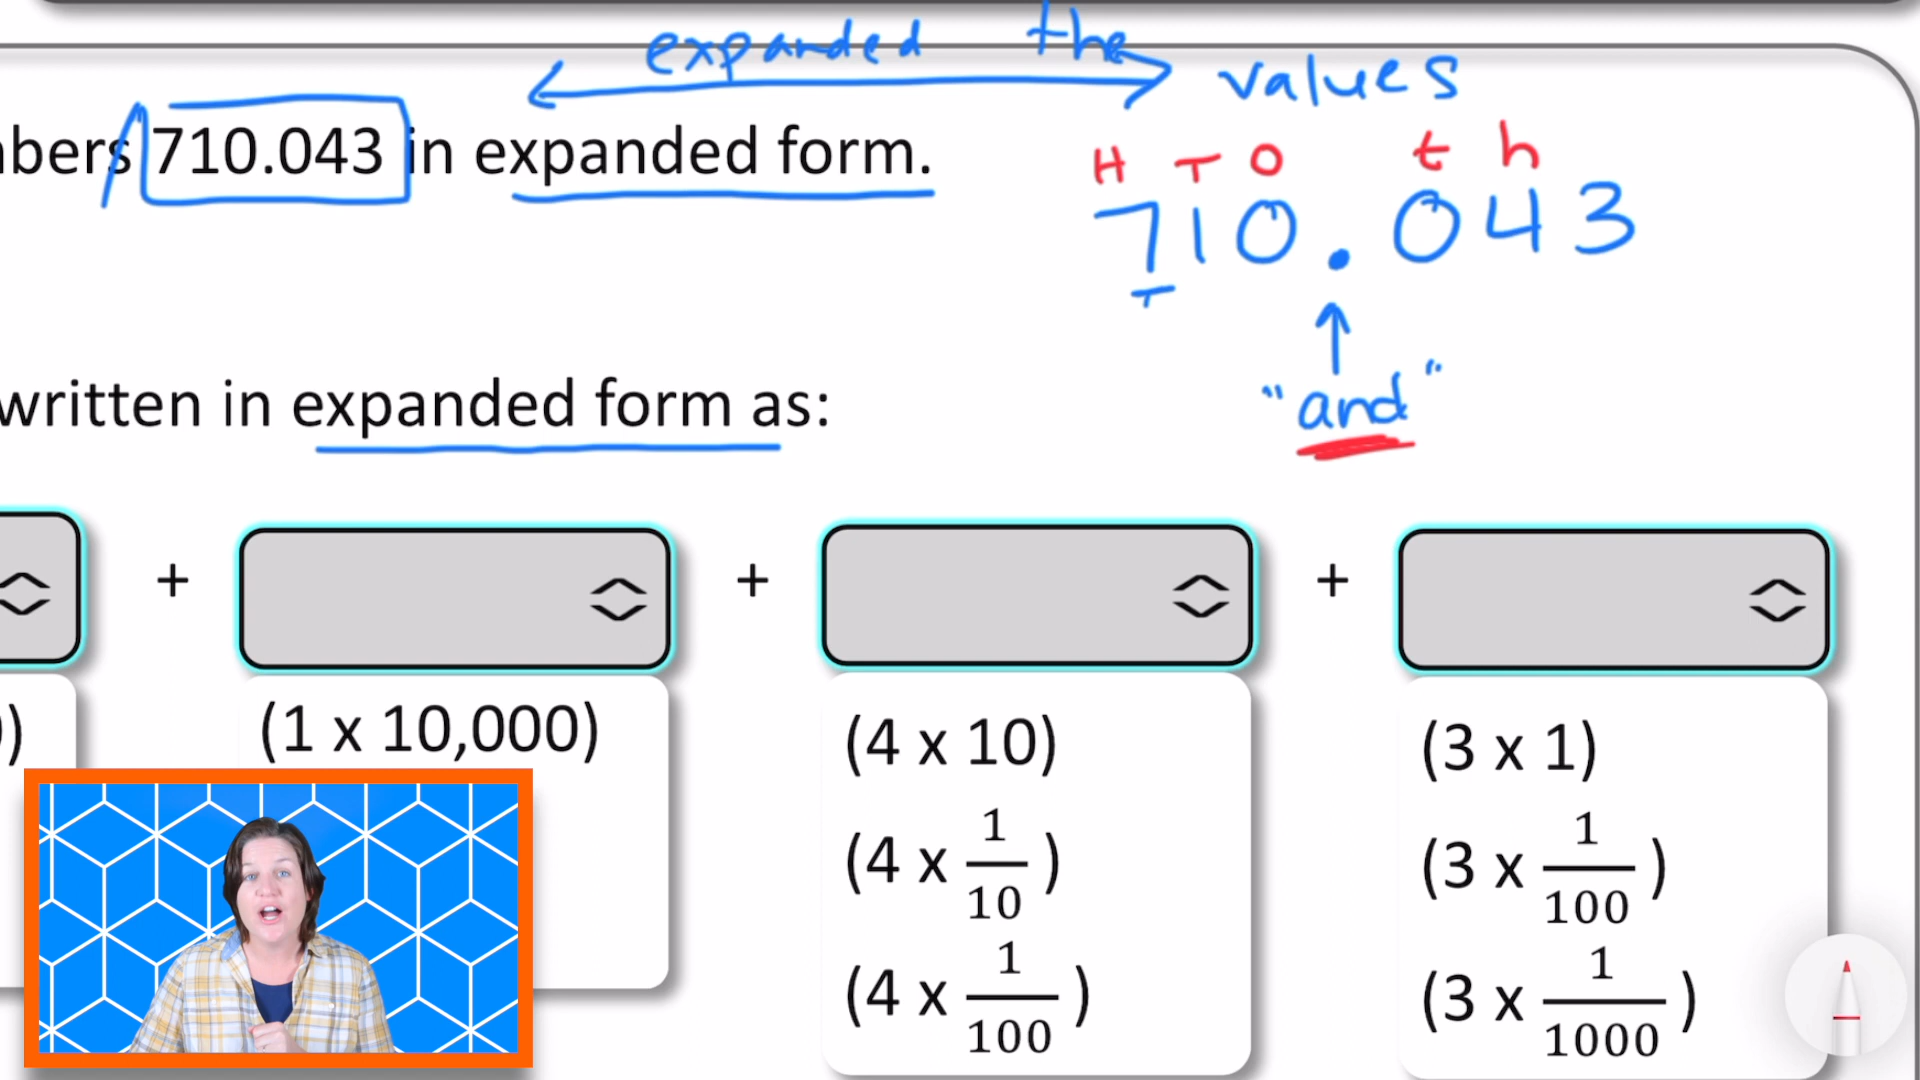 expanded the
values
bers 710.043 in expanded form.
H T O t h
710.043
T
"and"
written in expanded form as:
+ + +
) (1 x 10,000) (4 x 10) (3 x 1)
(4 x 1/10) (3 x 1/100)
(4 x 1/100) (3 x 1/1000)